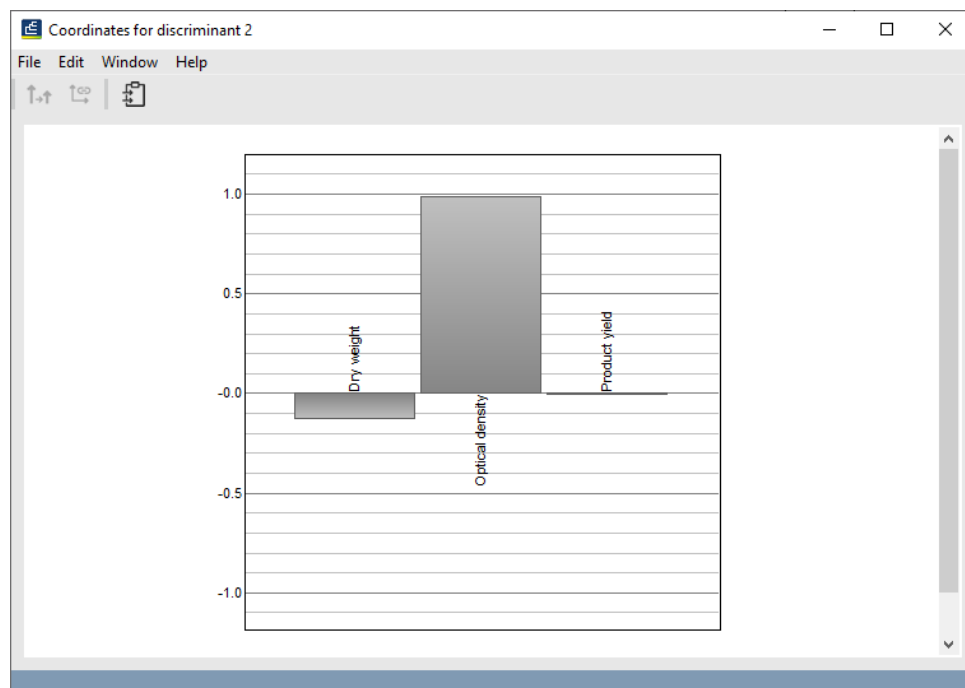 Coordinates for discriminant 2
File Edit Window Help
1.0
0.5
-0.0
-0.5
-1.0
Dry weight
Optical density
Product yield